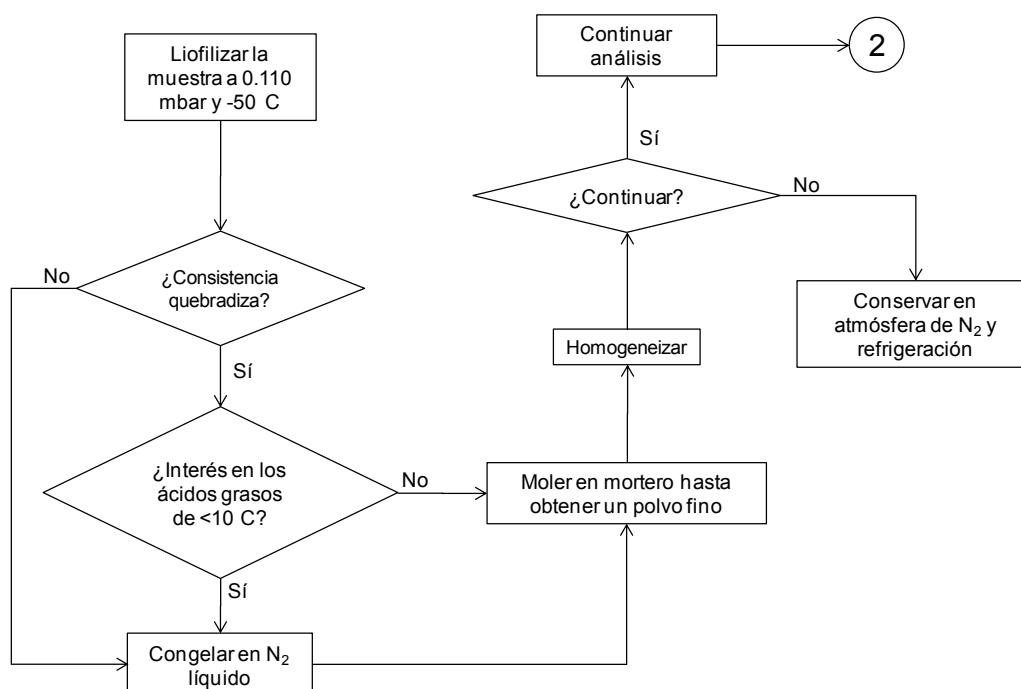 Liofilizar la
muestra a 0.110
mbar y -50 C
¿Consistencia
quebradiza?
No
Sí
¿Interés en los
ácidos grasos
de <10 C?
No
Sí
Congelar en N₂
líquido
Moler en mortero hasta
obtener un polvo fino
Homogeneizar
¿Continuar?
Sí
No
Continuar
análisis
2
Conservar en
atmósfera de N₂ y
refrigeración